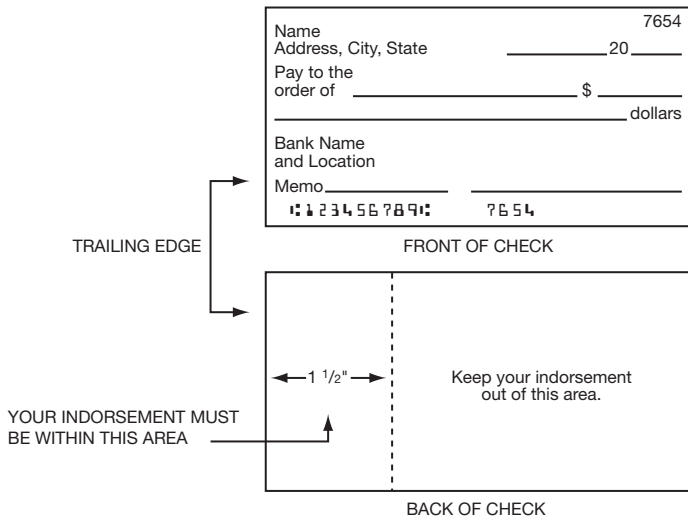 7654
Name
Address, City, State 20
Pay to the
order of $
dollars
Bank Name
and Location
Memo
⑆123456789⑆ 7654
TRAILING EDGE
FRONT OF CHECK
1 1/2"
Keep your indorsement
out of this area.
YOUR INDORSEMENT MUST
BE WITHIN THIS AREA
BACK OF CHECK